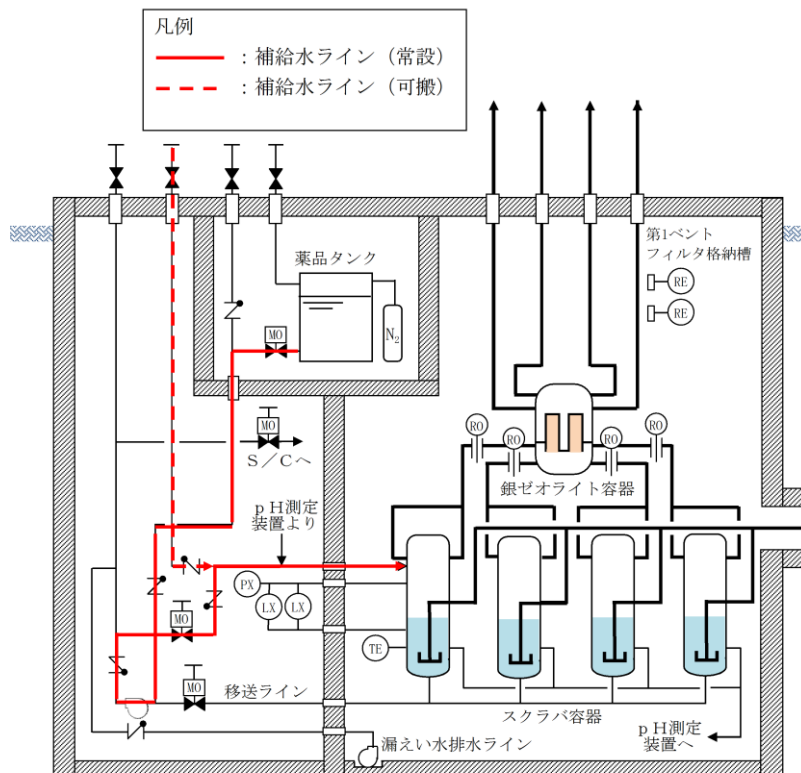 凡例
：補給水ライン（常設）
：補給水ライン（可搬）
第1ベント
フィルタ格納槽
RE
RE
薬品タンク
MO
N₂
MO
S／Cへ
RO
RO
RO
RO
銀ゼオライト容器
ｐＨ測定
装置より
PX
LX
LX
MO
TE
MO
移送ライン
スクラバ容器
ｐＨ測定
装置へ
漏えい水排水ライン